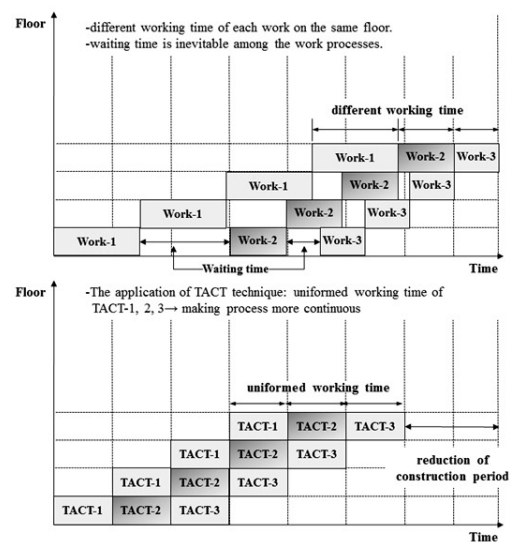 Floor
-different working time of each work on the same floor.
-waiting time is inevitable among the work processes.
different working time
Work-1 Work-2 Work-3
Work-1 Work-2 Work-3
Work-1 Work-2 Work-3
Work-1 Work-2 Work-3
Waiting time
Time
Floor
-The application of TACT technique: uniformed working time of
TACT-1, 2, 3→ making process more continuous
uniformed working time
TACT-1 TACT-2 TACT-3
TACT-1 TACT-2 TACT-3
TACT-1 TACT-2 TACT-3
TACT-1 TACT-2 TACT-3
reduction of
construction period
Time